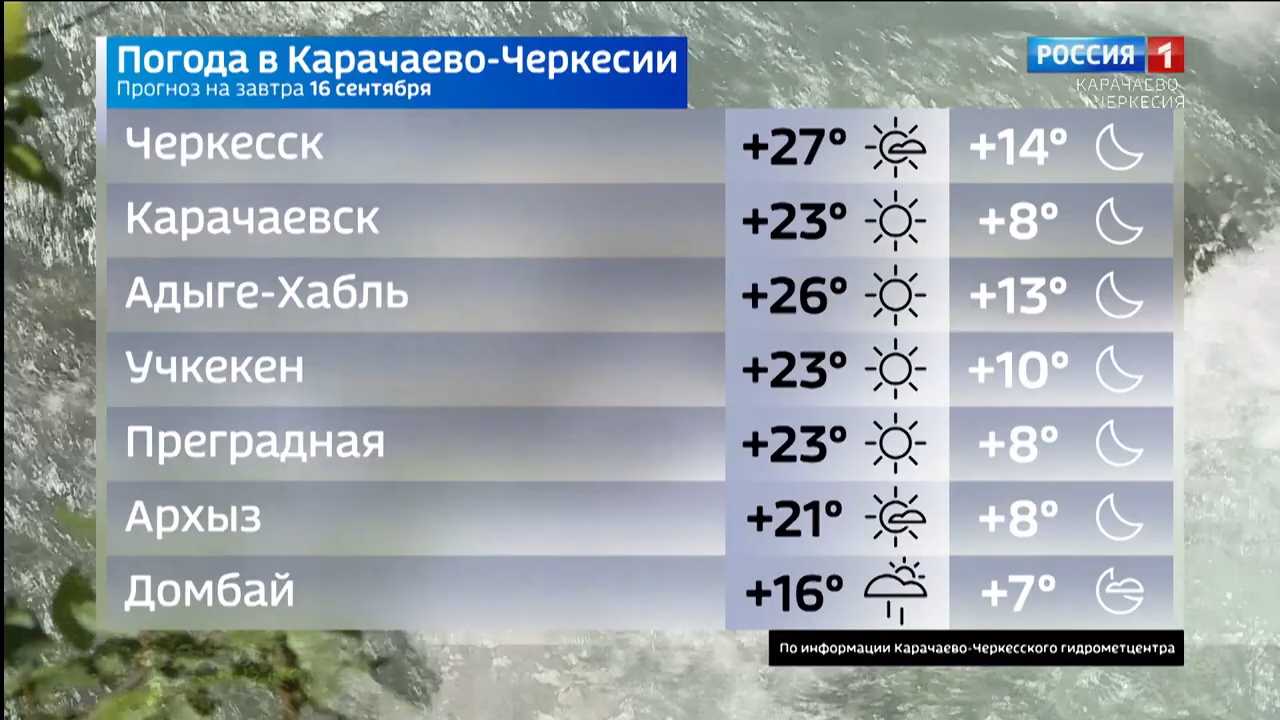 Погода в Карачаево-Черкесии
Прогноз на завтра 16 сентября
РОССИЯ 1
КАРАЧАЕВО
ЧЕРКЕСИЯ
Черкесск +27° +14°
Карачаевск +23° +8°
Адыге-Хабль +26° +13°
Учкекен +23° +10°
Преградная +23° +8°
Архыз +21° +8°
Домбай +16° +7°
По информации Карачаево-Черкесского гидрометцентра